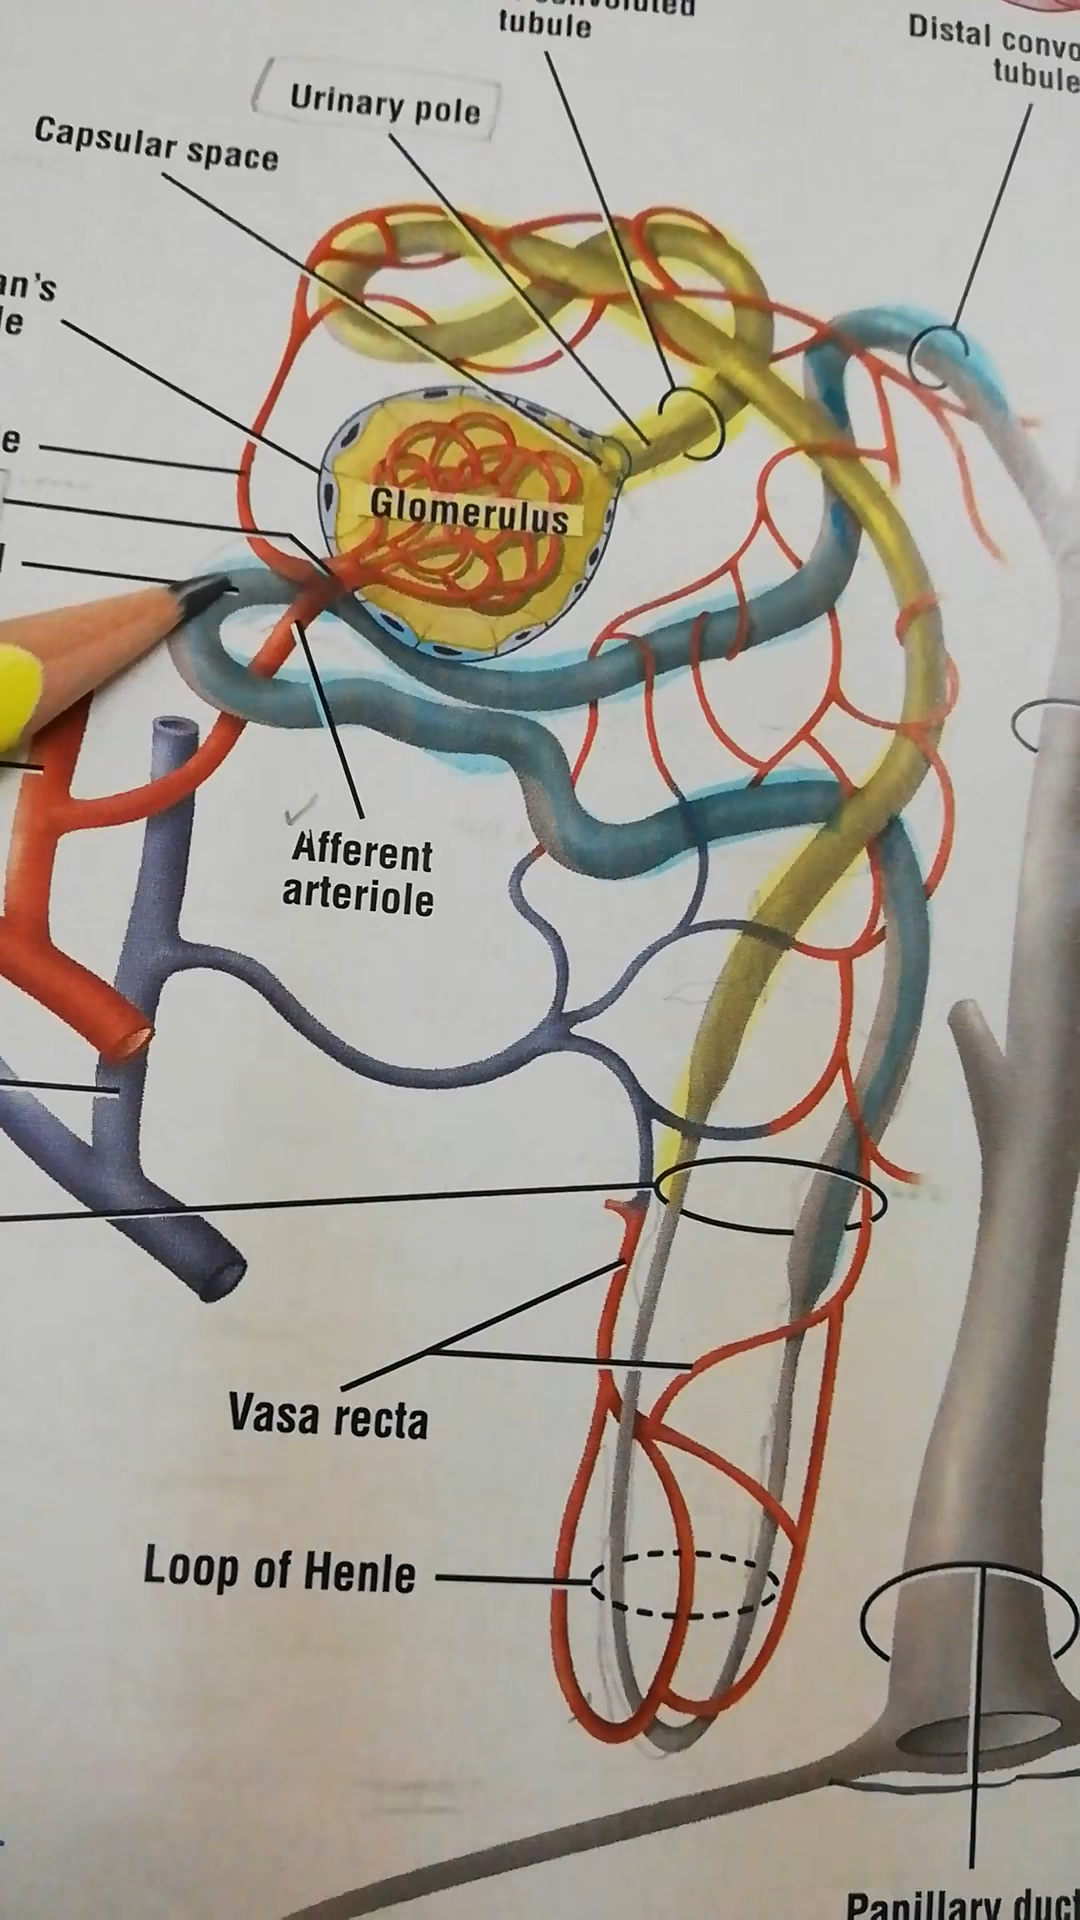 tubule
Distal convo
tubule
Urinary pole
Capsular space
an's
le
e
Glomerulus
Afferent
arteriole
Vasa recta
Loop of Henle
Papillary duct